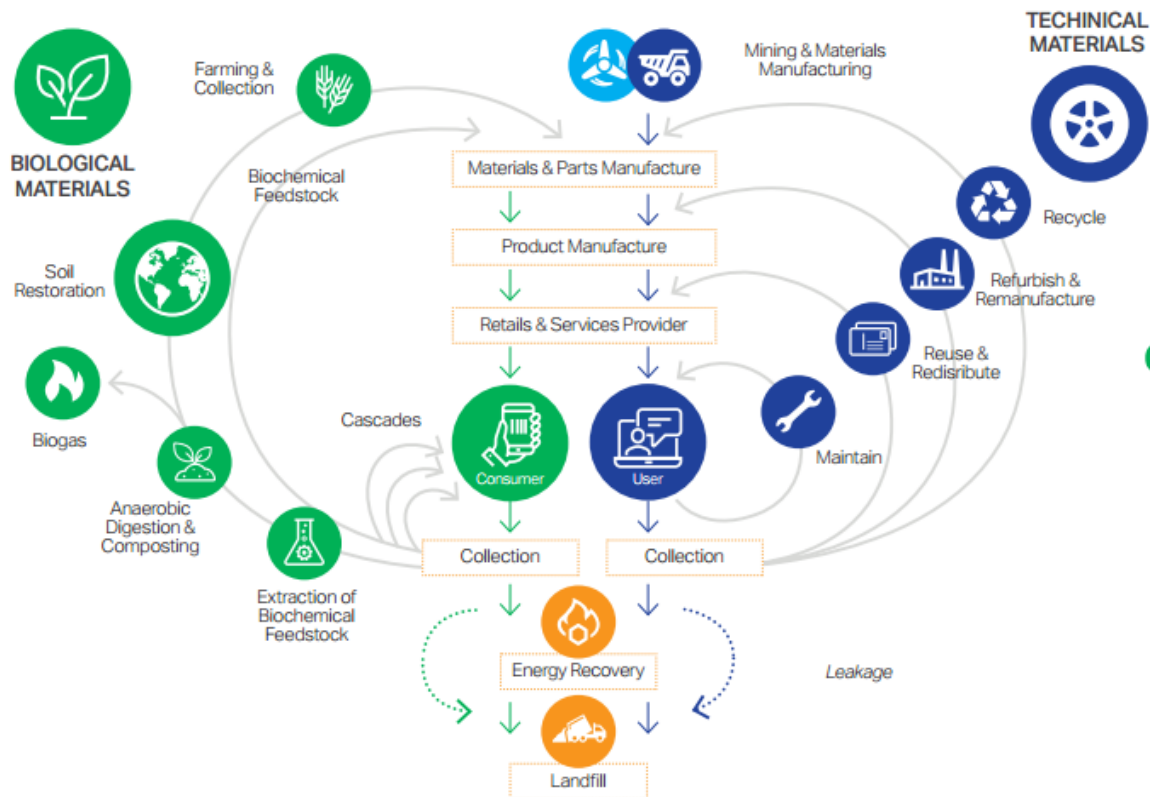 TECHINICAL
MATERIALS
Mining & Materials
Manufacturing
Farming &
Collection
BIOLOGICAL
MATERIALS
Biochemical
Feedstock
Materials & Parts Manufacture
Recycle
Product Manufacture
Soil
Restoration
Refurbish &
Remanufacture
Retails & Services Provider
Reuse &
Redisribute
Biogas
Cascades
Maintain
Consumer
User
Anaerobic
Digestion &
Composting
Collection
Collection
Extraction of
Biochemical
Feedstock
Energy Recovery
Leakage
Landfill